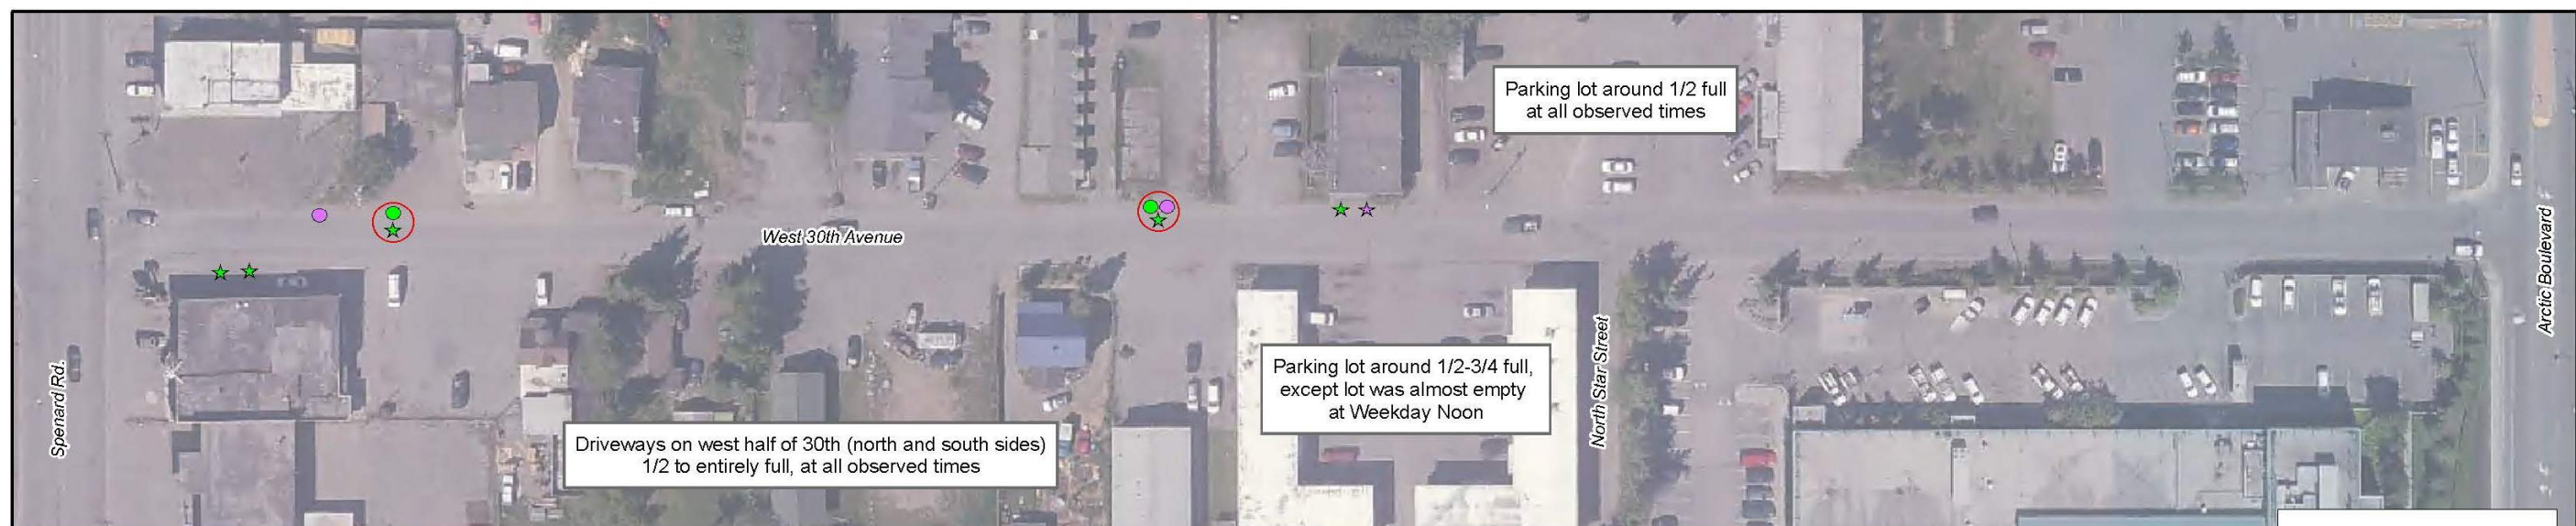 Parking lot around 1/2 full
at all observed times
West 30th Avenue
Spenard Rd.
North Star Street
Arctic Boulevard
Parking lot around 1/2-3/4 full,
except lot was almost empty
at Weekday Noon
Driveways on west half of 30th (north and south sides)
1/2 to entirely full, at all observed times